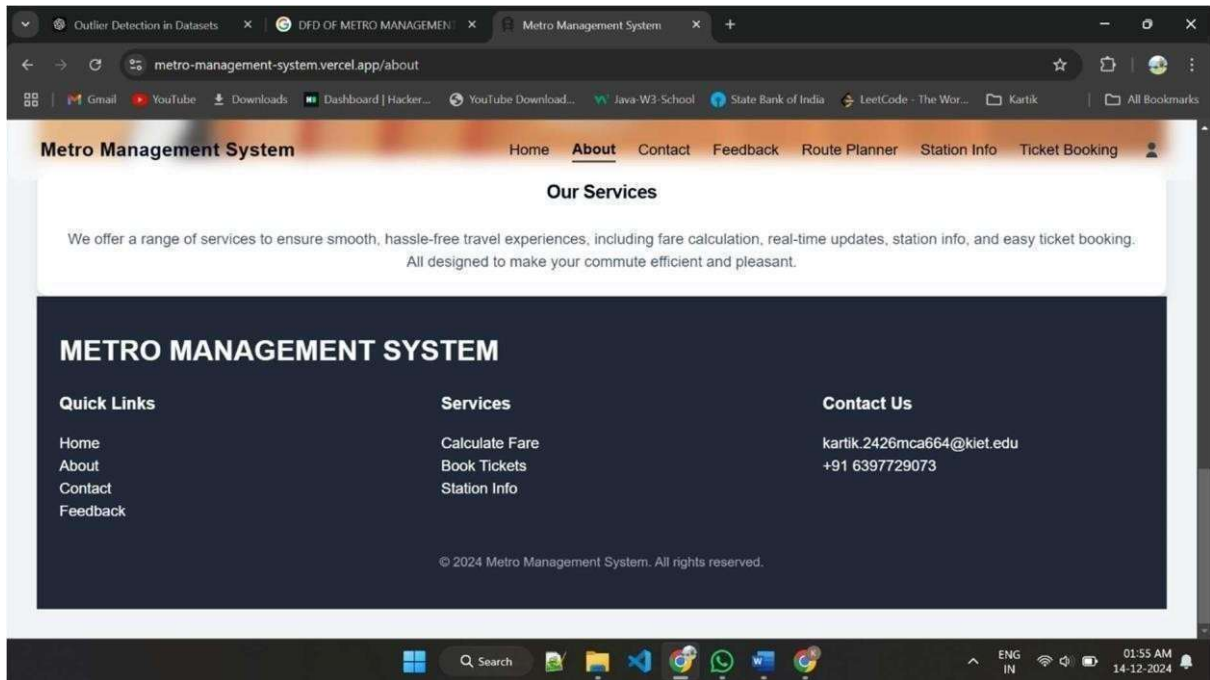 Outlier Detection in Datasets
DFD OF METRO MANAGEMENT
Metro Management System
metro-management-system.vercel.app/about
Gmail
YouTube
Downloads
Dashboard | Hacker...
YouTube Download...
Java-W3-School
State Bank of India
LeetCode - The Wor...
Kartik
All Bookmarks
Metro Management System
Home About Contact Feedback Route Planner Station Info Ticket Booking
Our Services
We offer a range of services to ensure smooth, hassle-free travel experiences, including fare calculation, real-time updates, station info, and easy ticket booking.
All designed to make your commute efficient and pleasant.
METRO MANAGEMENT SYSTEM
Quick Links
Home
About
Contact
Feedback
Services
Calculate Fare
Book Tickets
Station Info
Contact Us
kartik.2426mca664@kiet.edu
+91 6397729073
© 2024 Metro Management System. All rights reserved.
Search
ENG
IN
01:55 AM
14-12-2024